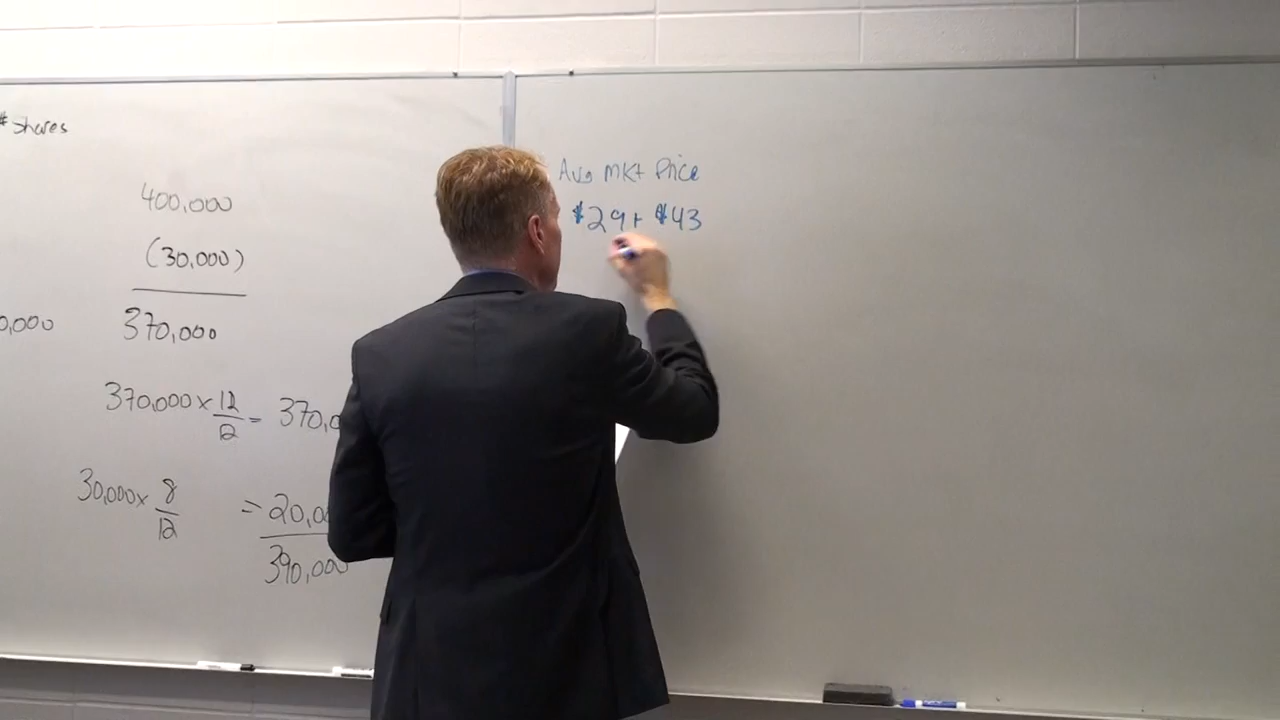 # Shares
400,000
(30,000)
0,000 370,000
370,000 x 12/12 = 370,0
30,000 x 8/12 = 20,00
390,000
Avg Mkt Price
$29 + $43